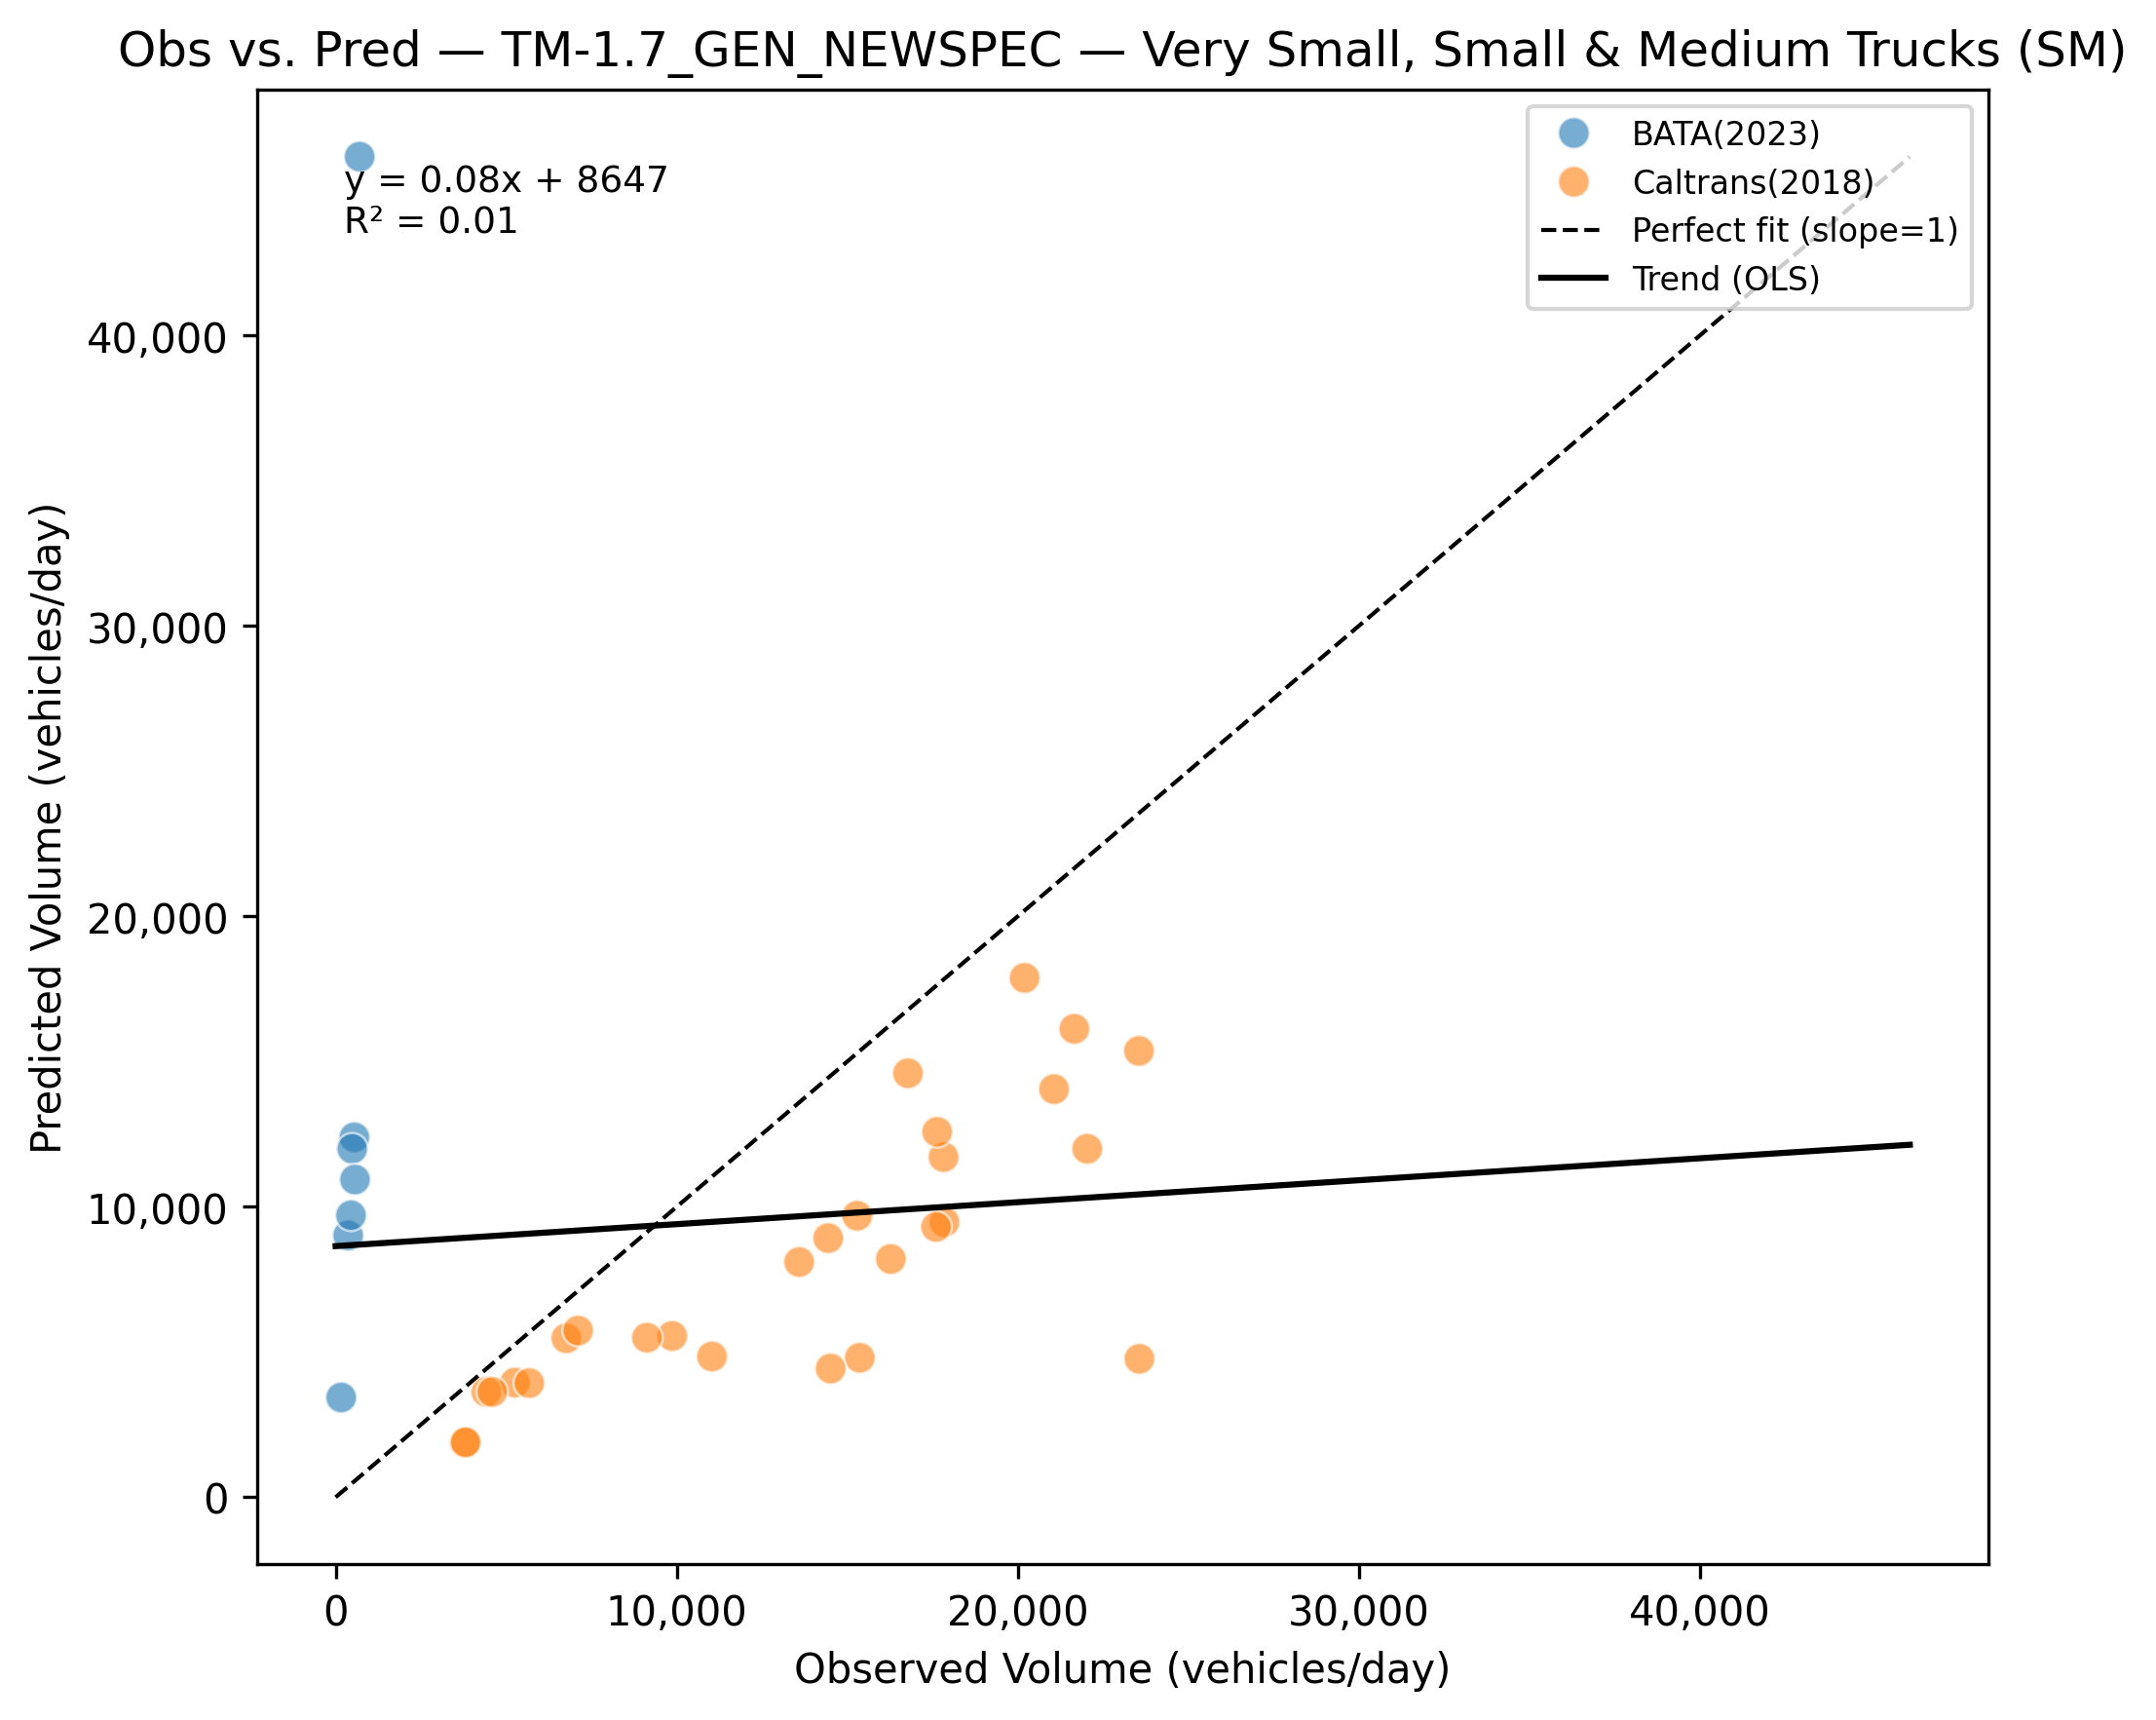 Obs vs. Pred — TM-1.7_GEN_NEWSPEC — Very Small, Small & Medium Trucks (SM)
y = 0.08x + 8647
R² = 0.01
BATA(2023)
Caltrans(2018)
Perfect fit (slope=1)
Trend (OLS)
Predicted Volume (vehicles/day)
40,000
30,000
20,000
10,000
0
0
10,000
20,000
30,000
40,000
Observed Volume (vehicles/day)